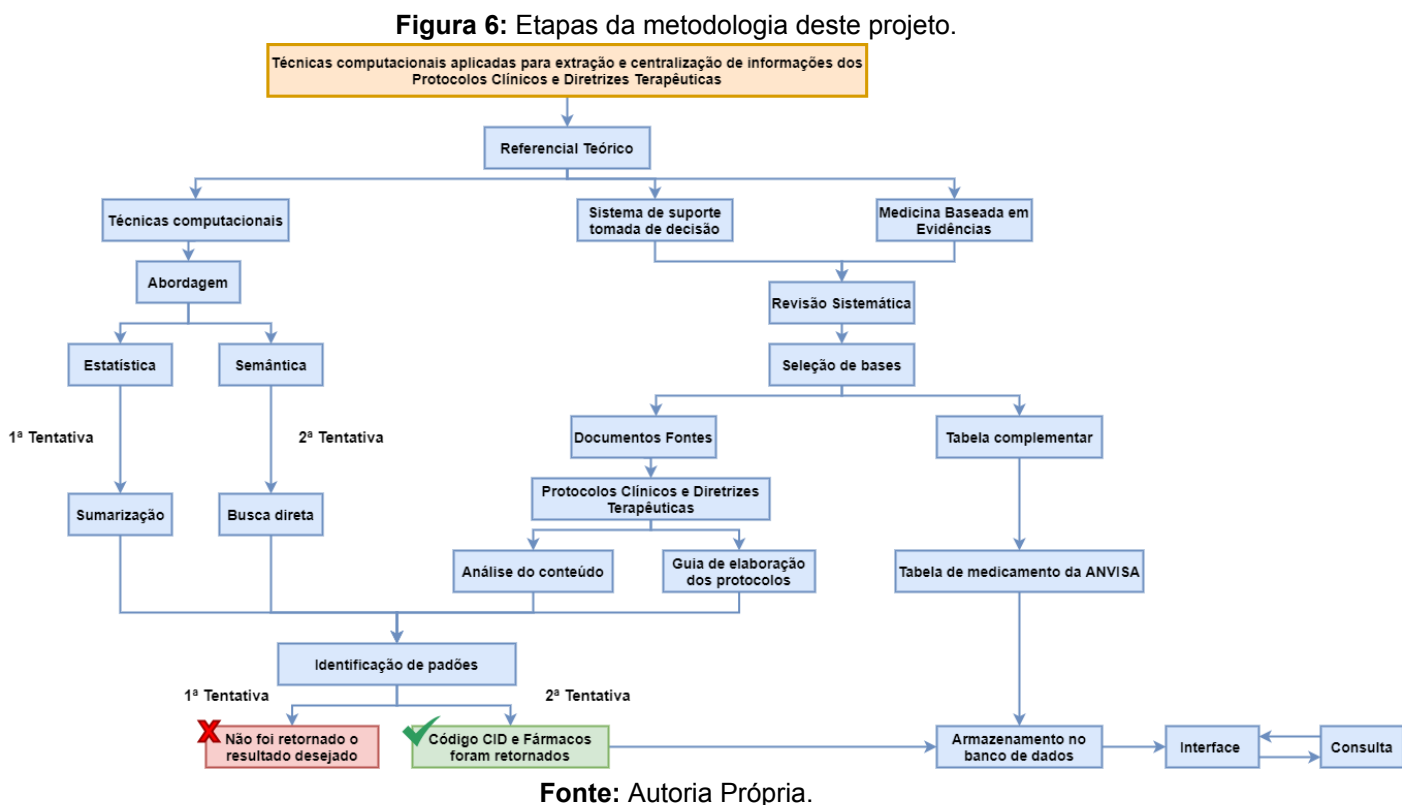 Figura 6: Etapas da metodologia deste projeto.
Técnicas computacionais aplicadas para extração e centralização de informações dos
Protocolos Clínicos e Diretrizes Terapêuticas
Referencial Teórico
Técnicas computacionais
Sistema de suporte
tomada de decisão
Medicina Baseada em
Evidências
Abordagem
Revisão Sistemática
Estatística
Semântica
Seleção de bases
1ª Tentativa
2ª Tentativa
Documentos Fontes
Tabela complementar
Sumarização
Busca direta
Protocolos Clínicos e Diretrizes
Terapêuticas
Análise do conteúdo
Guia de elaboração
dos protocolos
Tabela de medicamento da ANVISA
Identificação de padões
1ª Tentativa
2ª Tentativa
Não foi retornado o
resultado desejado
Código CID e Fármacos
foram retornados
Armazenamento no
banco de dados
Interface
Consulta
Fonte: Autoria Própria.